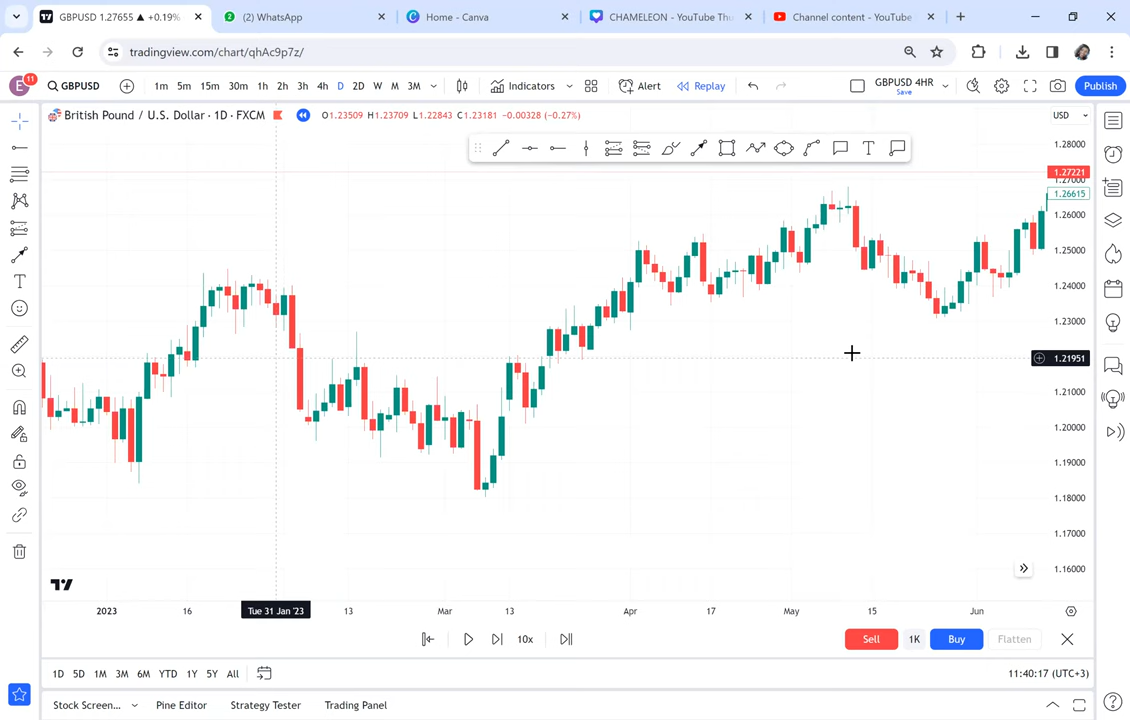 GBPUSD 1.27655 ▲ +0.19%
(2) WhatsApp
Home - Canva
CHAMELEON - YouTube Thu
Channel content - YouTube
tradingview.com/chart/qhAc9p7z/
E 11
GBPUSD
1m 5m 15m 30m 1h 2h 3h 4h D 2D W M 3M
Indicators
Alert
Replay
GBPUSD 4HR
Save
Publish
British Pound / U.S. Dollar · 1D · FXCM
O1.23509 H1.23709 L1.22843 C1.23181 −0.00328 (−0.27%)
USD
1.28000
1.27221
1.27000
1.26615
1.26000
1.25000
1.24000
1.23000
1.21951
1.21000
1.20000
1.19000
1.18000
1.17000
1.16000
2023 16 Tue 31 Jan '23 13 Mar 13 Apr 17 May 15 Jun
10x
Sell 1K Buy Flatten
1D 5D 1M 3M 6M YTD 1Y 5Y All
11:40:17 (UTC+3)
Stock Screen... Pine Editor Strategy Tester Trading Panel